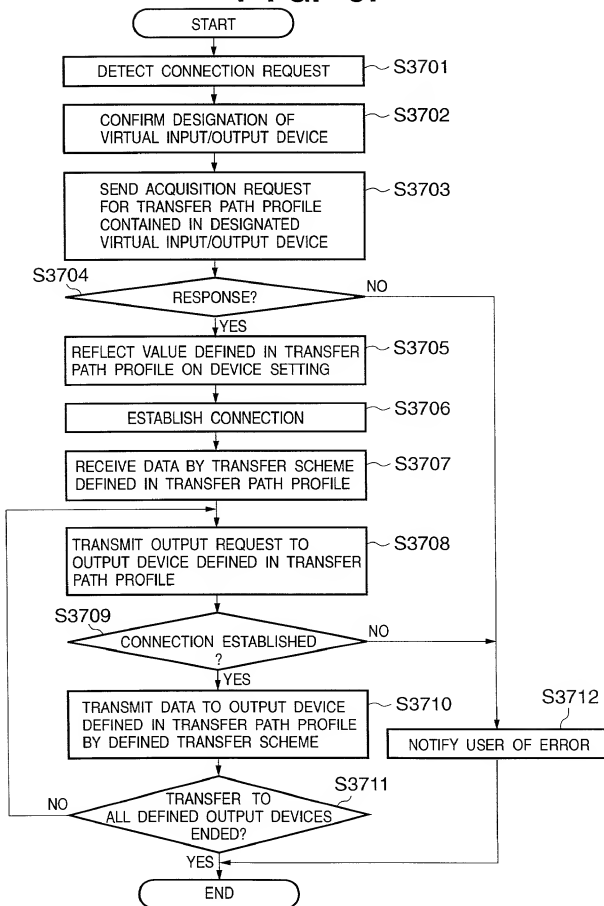 START
DETECT CONNECTION REQUEST
S3701
CONFIRM DESIGNATION OF
VIRTUAL INPUT/OUTPUT DEVICE
S3702
SEND ACQUISITION REQUEST
FOR TRANSFER PATH PROFILE
CONTAINED IN DESIGNATED
VIRTUAL INPUT/OUTPUT DEVICE
S3703
S3704
RESPONSE?
NO
YES
REFLECT VALUE DEFINED IN TRANSFER
PATH PROFILE ON DEVICE SETTING
S3705
ESTABLISH CONNECTION
S3706
RECEIVE DATA BY TRANSFER SCHEME
DEFINED IN TRANSFER PATH PROFILE
S3707
TRANSMIT OUTPUT REQUEST TO
OUTPUT DEVICE DEFINED IN TRANSFER
PATH PROFILE
S3708
S3709
CONNECTION ESTABLISHED
?
NO
YES
TRANSMIT DATA TO OUTPUT DEVICE
DEFINED IN TRANSFER PATH PROFILE
BY DEFINED TRANSFER SCHEME
S3710
S3712
NOTIFY USER OF ERROR
S3711
TRANSFER TO
ALL DEFINED OUTPUT DEVICES
ENDED?
NO
YES
END